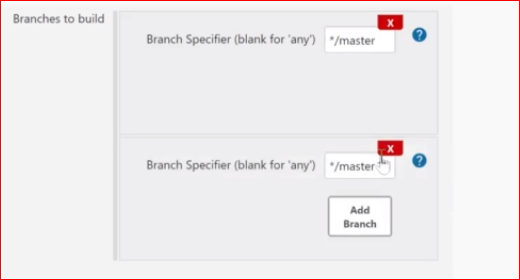 Branches to build
X
Branch Specifier (blank for 'any') */master ?
X
Branch Specifier (blank for 'any') */master ?
Add
Branch